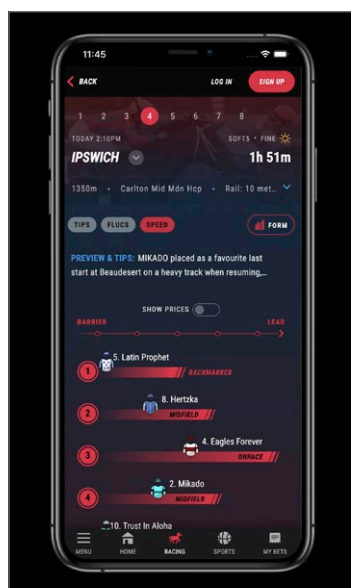 11:45
BACK
LOG IN
SIGN UP
1 2 3 4 5 6 7 8
TODAY 2:10PM
SOFT5 • FINE
IPSWICH
1h 51m
1350m • Carlton Mid Mdn Hcp • Rail: 10 met...
TIPS
FLUCS
SPEED
FORM
PREVIEW & TIPS: MIKADO placed as a favourite last
start at Beaudesert on a heavy track when resuming,...
SHOW PRICES
BARRIER
LEAD
5. Latin Prophet
1
BACKMARKER
8. Hertzka
2
MIDFIELD
4. Eagles Forever
3
ONPACE
2. Mikado
4
MIDFIELD
10. Trust In Aloha
MENU
HOME
RACING
SPORTS
MY BETS